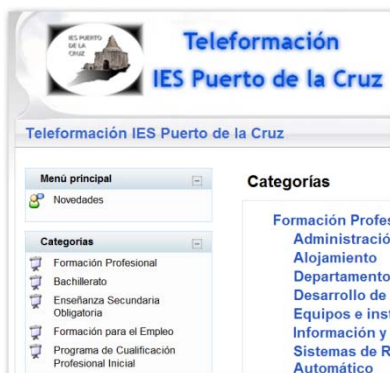 IES PUERTO
DE LA
CRUZ
Teleformación
IES Puerto de la Cruz
Teleformación IES Puerto de la Cruz
Menú principal
Novedades
Categorías
Formación Profesional
Bachillerato
Enseñanza Secundaria
Obligatoria
Formación para el Empleo
Programa de Cualificación
Profesional Inicial
Categorías
Formación Profes
Administració
Alojamiento
Departamento
Desarrollo de
Equipos e inst
Información y
Sistemas de R
Automático